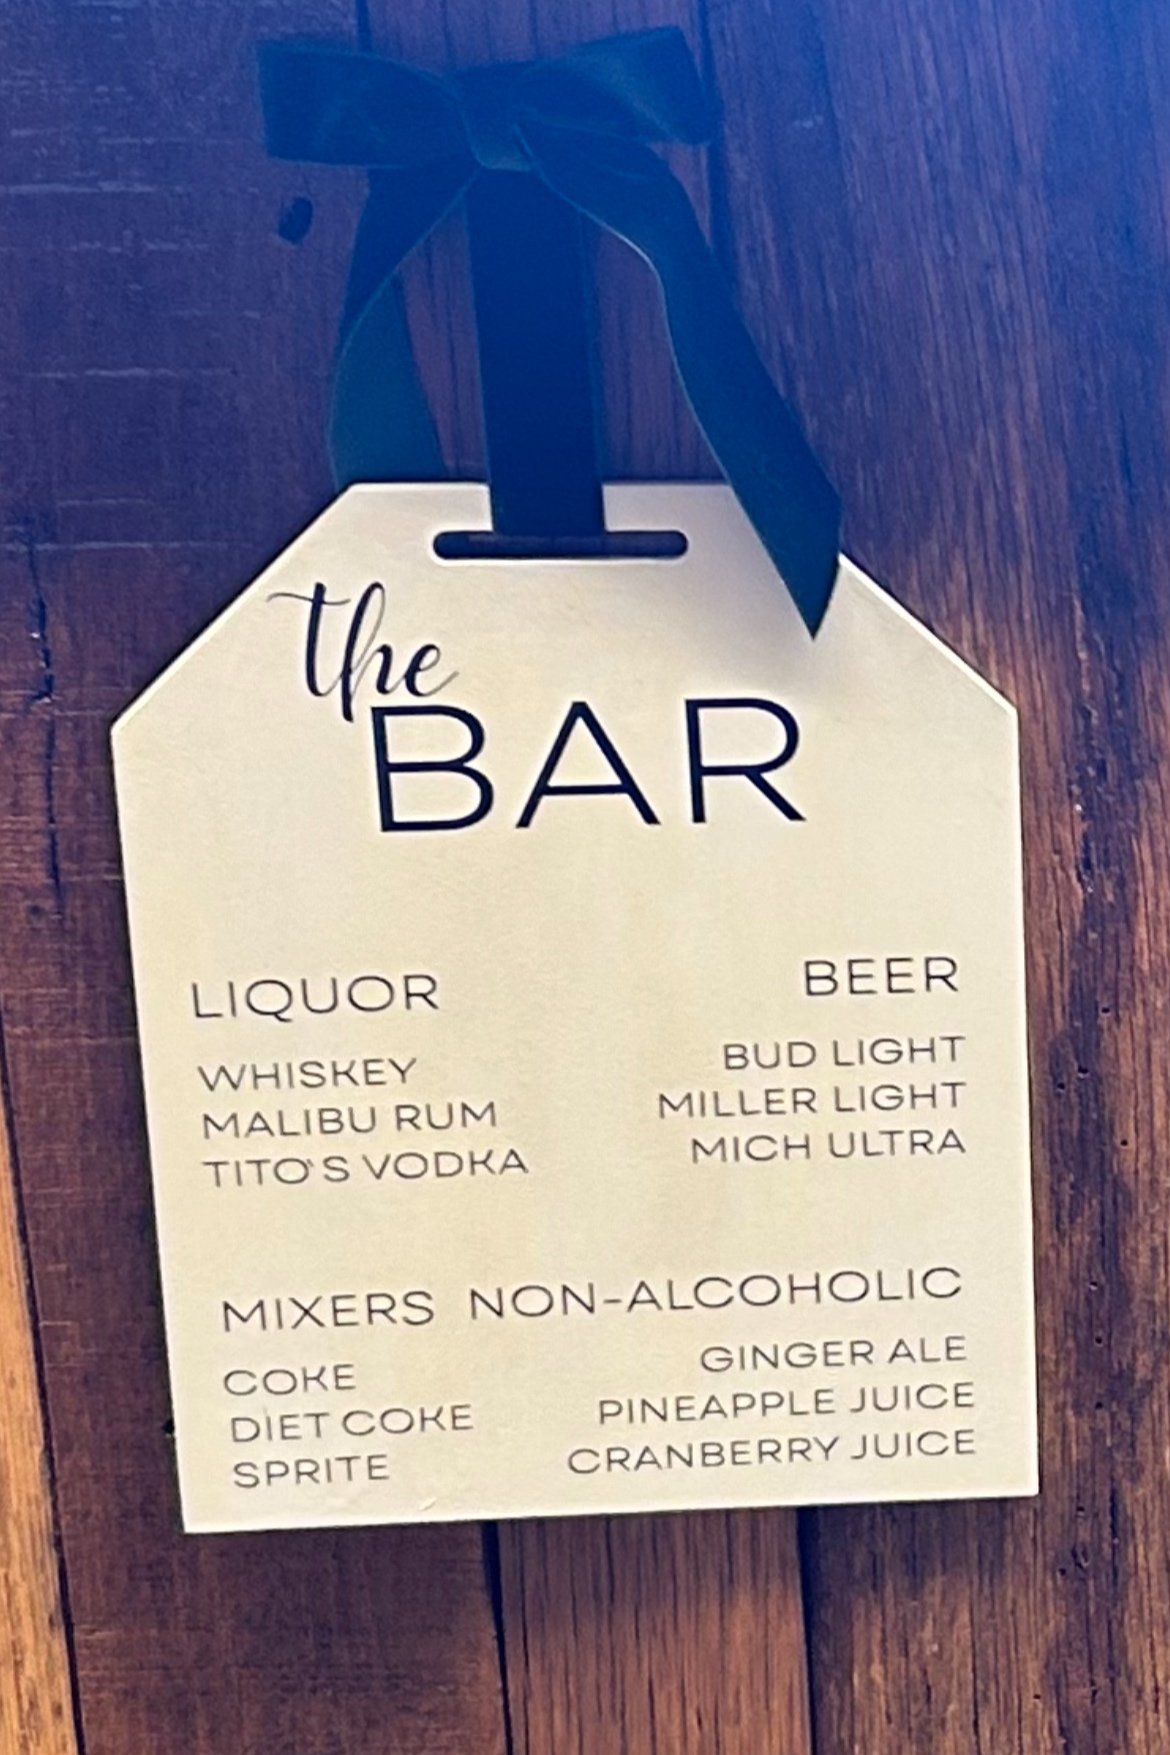 the
BAR
LIQUOR
WHISKEY
MALIBU RUM
TITO'S VODKA
BEER
BUD LIGHT
MILLER LIGHT
MICH ULTRA
MIXERS
COKE
DIET COKE
SPRITE
NON-ALCOHOLIC
GINGER ALE
PINEAPPLE JUICE
CRANBERRY JUICE